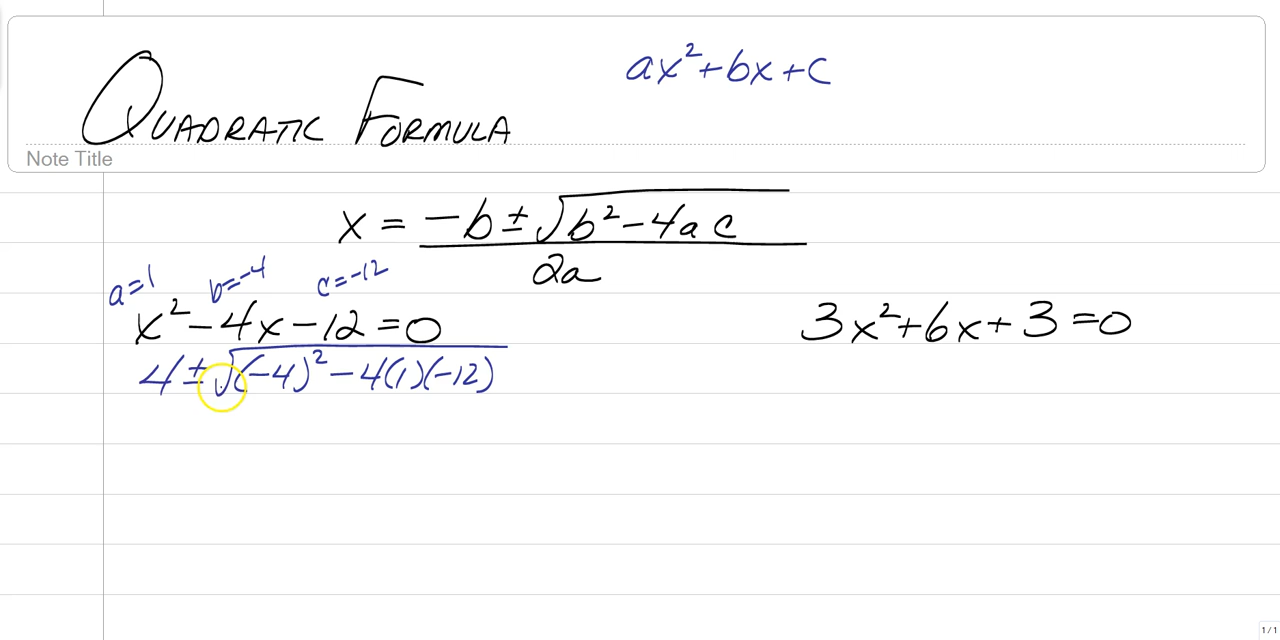 ax²+bx+c
QUADRATIC FORMULA
Note Title
x = -b±√b²-4ac
2a
a=1 b=-4 c=-12
x²-4x-12=0 3x²+6x+3=0
4±√(-4)²-4(1)(-12)
1/1